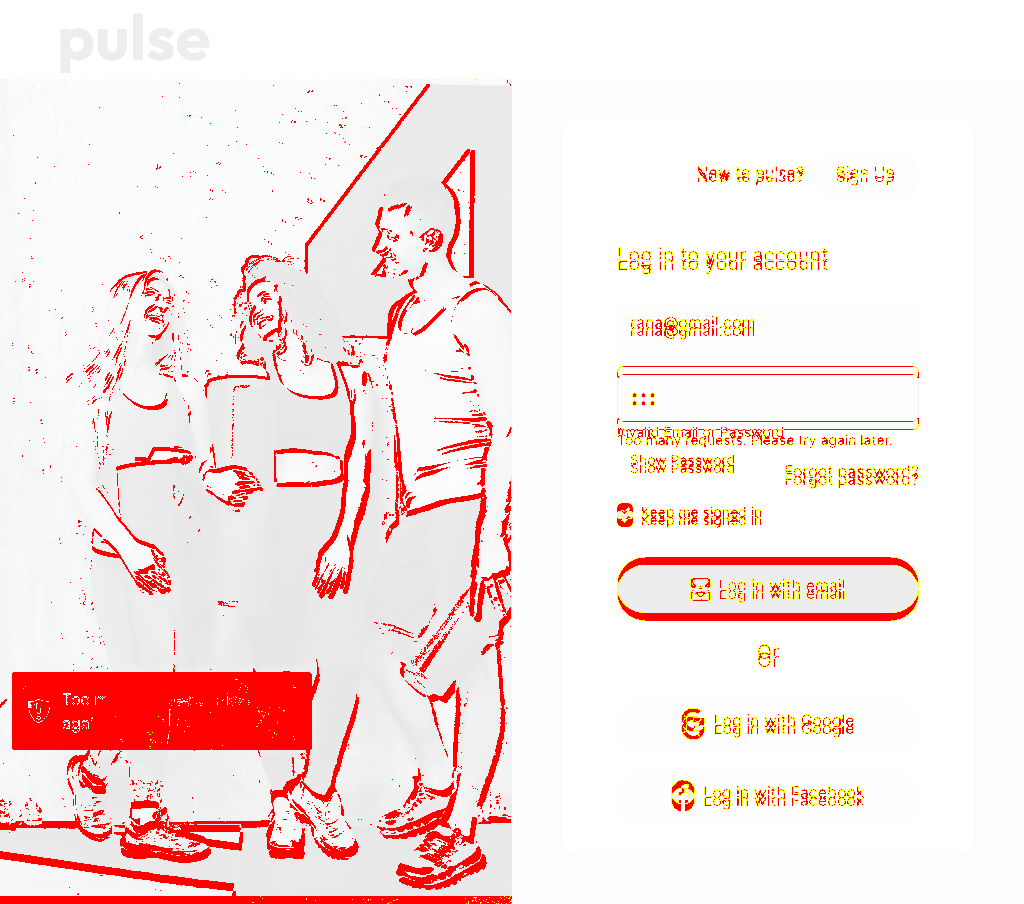 pulse
New to pulse? Sign Up
Log in to your account
rana@gmail.com
Invalid Email or Password
Too many requests. Please try again later.
Show Password
Forgot password?
Keep me signed in
Log in with email
Or
Log in with Google
Log in with Facebook
Too